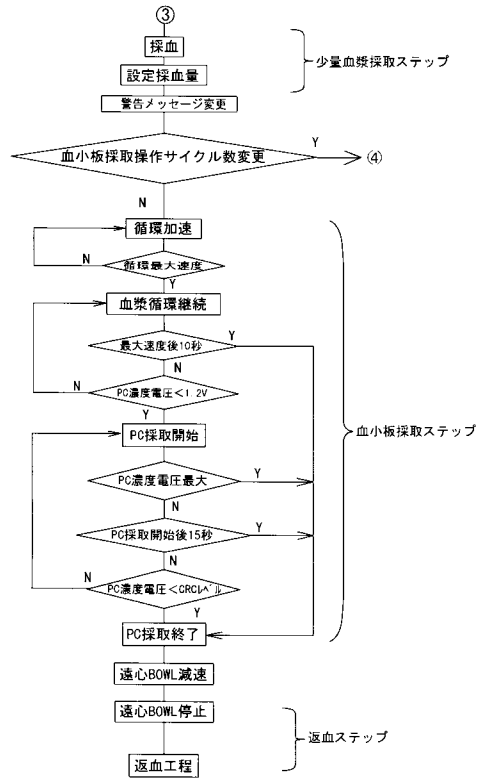 ③
採血
少量血漿採取ステップ
設定採血量
警告メッセージ変更
血小板採取操作サイクル数変更
Y
④
N
循環加速
N
循環最大速度
Y
血漿循環継続
最大速度後10秒
Y
N
N
PC濃度電圧<1.2V
Y
血小板採取ステップ
PC採取開始
PC濃度電圧最大
Y
N
PC採取開始後15秒
Y
N
N
PC濃度電圧<CRCレベル
Y
PC採取終了
遠心BOWL減速
遠心BOWL停止
返血ステップ
返血工程